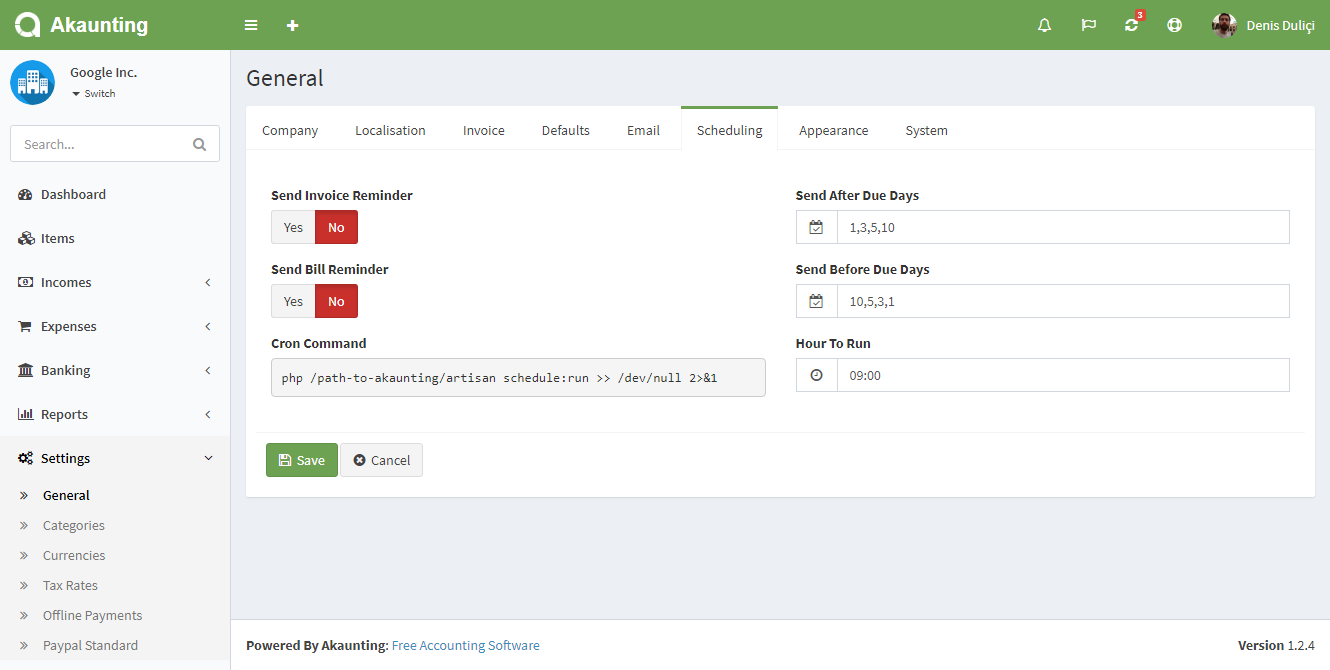 Akaunting
3
Denis Duliçi
Google Inc.
Switch
Search...
Dashboard
Items
Incomes
Expenses
Banking
Reports
Settings
General
Categories
Currencies
Tax Rates
Offline Payments
Paypal Standard
General
Company Localisation Invoice Defaults Email Scheduling Appearance System
Send Invoice Reminder
Yes No
Send After Due Days
1,3,5,10
Send Bill Reminder
Yes No
Send Before Due Days
10,5,3,1
Cron Command
php /path-to-akaunting/artisan schedule:run >> /dev/null 2>&1
Hour To Run
09:00
Save Cancel
Powered By Akaunting: Free Accounting Software
Version 1.2.4